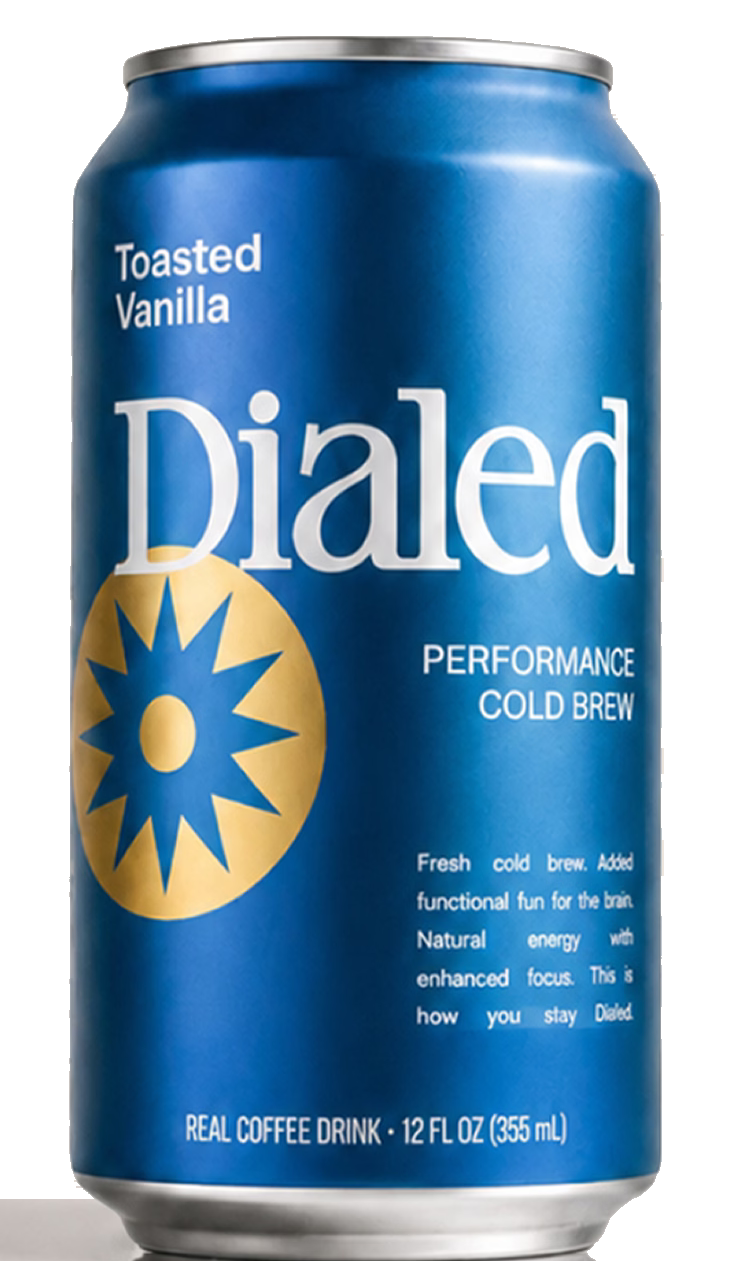 Toasted
Vanilla
Dialed
PERFORMANCE
COLD BREW
Fresh cold brew. Added
functional fun for the brain.
Natural energy with
enhanced focus. This is
how you stay Dialed.
REAL COFFEE DRINK · 12 FL OZ (355 mL)